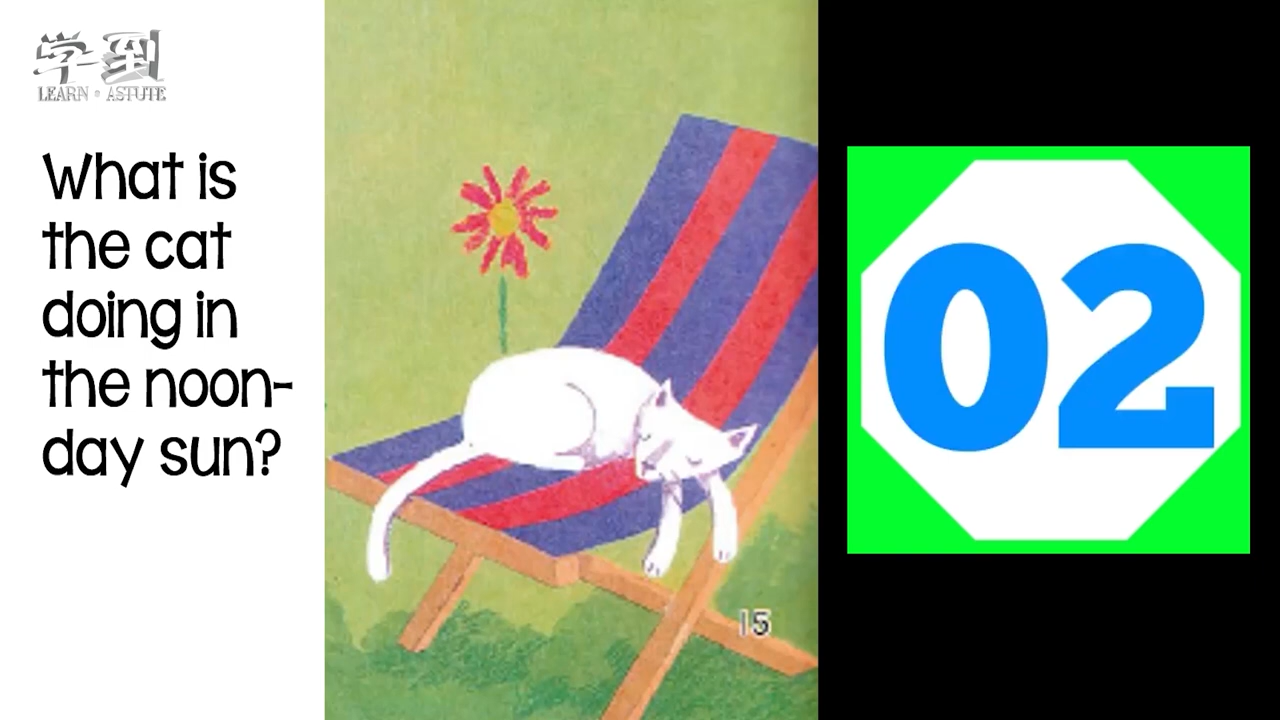 学到
LEARN • ASTUTE
What is
the cat
doing in
the noon-
day sun?
15
02